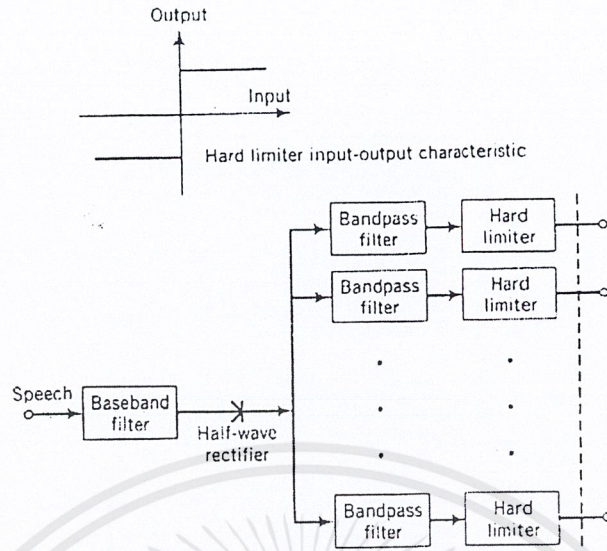 Output
Input
Hard limiter input-output characteristic
Bandpass
filter
Hard
limiter
Bandpass
filter
Hard
limiter
Speech
Baseband
filter
Half-wave
rectifier
Bandpass
filter
Hard
limiter